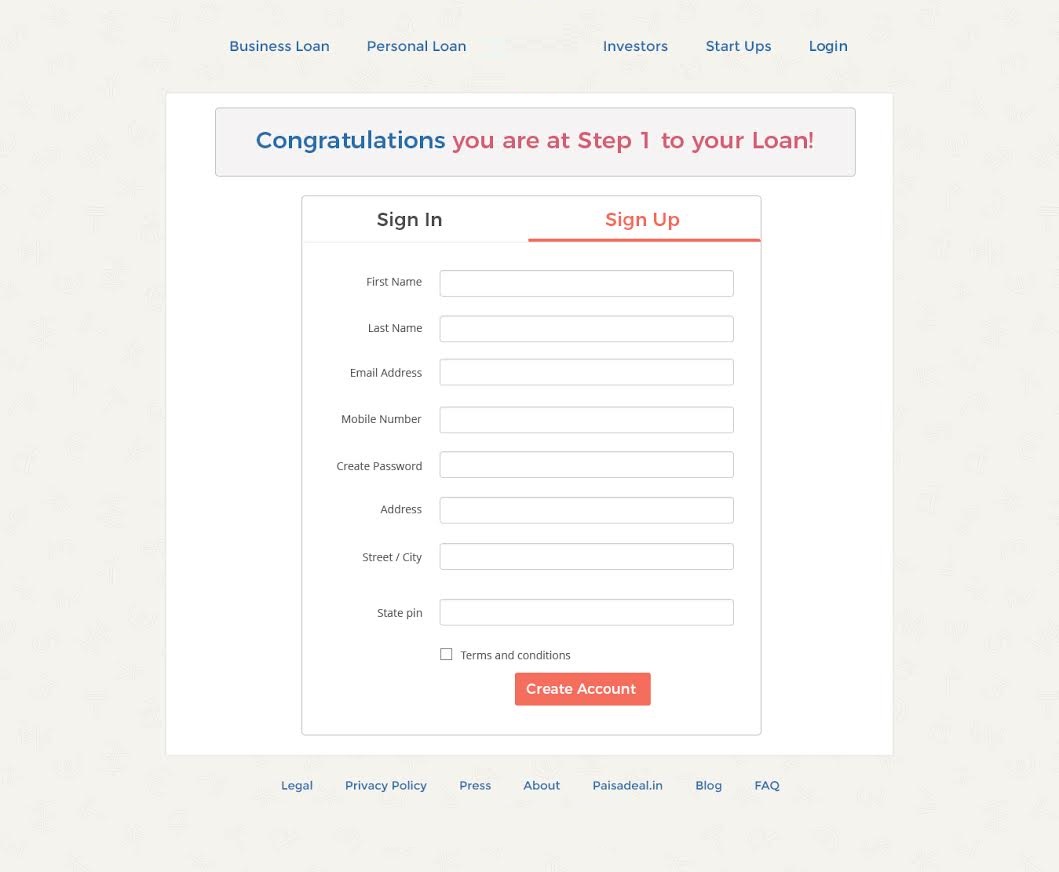 Business Loan Personal Loan Investors Start Ups Login
Congratulations you are at Step 1 to your Loan!
Sign In Sign Up
First Name
Last Name
Email Address
Mobile Number
Create Password
Address
Street / City
State pin
Terms and conditions
Create Account
Legal Privacy Policy Press About Paisadeal.in Blog FAQ